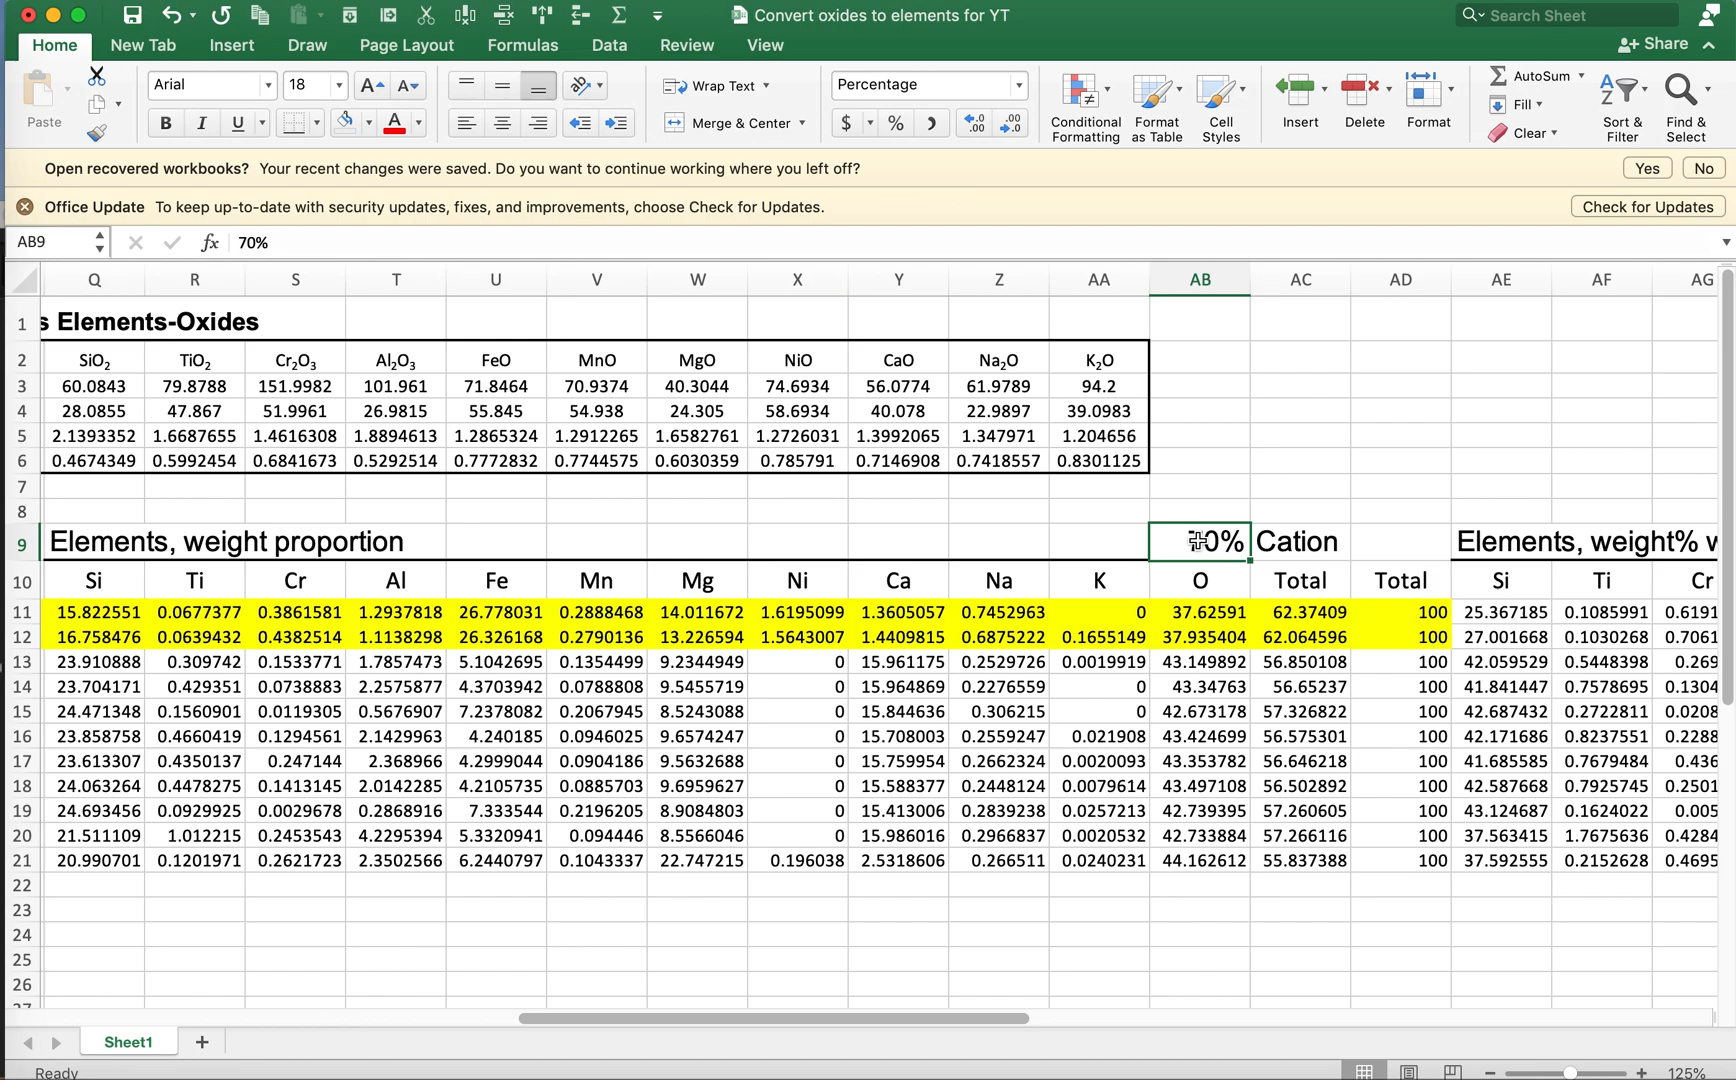 Convert oxides to elements for YT
Search Sheet
Home New Tab Insert Draw Page Layout Formulas Data Review View Share
Paste Arial 18 A A Wrap Text Percentage AutoSum
B I U A Merge & Center $ % Conditional Formatting Format as Table Cell Styles Insert Delete Format Fill Clear Sort & Filter Find & Select
Open recovered workbooks? Your recent changes were saved. Do you want to continue working where you left off? Yes No
Office Update To keep up-to-date with security updates, fixes, and improvements, choose Check for Updates. Check for Updates
AB9 fx 70%
Q R S T U V W X Y Z AA AB AC AD AE AF AG
1 s Elements-Oxides
2 SiO₂ TiO₂ Cr₂O₃ Al₂O₃ FeO MnO MgO NiO CaO Na₂O K₂O
3 60.0843 79.8788 151.9982 101.961 71.8464 70.9374 40.3044 74.6934 56.0774 61.9789 94.2
4 28.0855 47.867 51.9961 26.9815 55.845 54.938 24.305 58.6934 40.078 22.9897 39.0983
5 2.1393352 1.6687655 1.4616308 1.8894613 1.2865324 1.2912265 1.6582761 1.2726031 1.3992065 1.347971 1.204656
6 0.4674349 0.5992454 0.6841673 0.5292514 0.7772832 0.7744575 0.6030359 0.785791 0.7146908 0.7418557 0.8301125
7
8
9 Elements, weight proportion 70% Cation Elements, weight% w
10 Si Ti Cr Al Fe Mn Mg Ni Ca Na K O Total Total Si Ti Cr
11 15.822551 0.0677377 0.3861581 1.2937818 26.778031 0.2888468 14.011672 1.6195099 1.3605057 0.7452963 0 37.62591 62.37409 100 25.367185 0.1085991 0.6191
12 16.758476 0.0639432 0.4382514 1.1138298 26.326168 0.2790136 13.226594 1.5643007 1.4409815 0.6875222 0.1655149 37.935404 62.064596 100 27.001668 0.1030268 0.7061
13 23.910888 0.309742 0.1533771 1.7857473 5.1042695 0.1354499 9.2344949 0 15.961175 0.2529726 0.0019919 43.149892 56.850108 100 42.059529 0.5448398 0.269
14 23.704171 0.429351 0.0738883 2.2575877 4.3703942 0.0788808 9.5455719 0 15.964869 0.2276559 0 43.34763 56.65237 100 41.841447 0.7578695 0.1304
15 24.471348 0.1560901 0.0119305 0.5676907 7.2378082 0.2067945 8.5243088 0 15.844636 0.306215 0 42.673178 57.326822 100 42.687432 0.2722811 0.0208
16 23.858758 0.4660419 0.1294561 2.1429963 4.240185 0.0946025 9.6574247 0 15.708003 0.2559247 0.021908 43.424699 56.575301 100 42.171686 0.8237551 0.2288
17 23.613307 0.4350137 0.247144 2.368966 4.2999044 0.0904186 9.5632688 0 15.759954 0.2662324 0.0020093 43.353782 56.646218 100 41.685585 0.7679484 0.436
18 24.063264 0.4478275 0.1413145 2.0142285 4.2105735 0.0885703 9.6959627 0 15.588377 0.2448124 0.0079614 43.497108 56.502892 100 42.587668 0.7925745 0.2501
19 24.693456 0.0929925 0.0029678 0.2868916 7.333544 0.2196205 8.9084803 0 15.413006 0.2839238 0.0257213 42.739395 57.260605 100 43.124687 0.1624022 0.005
20 21.511109 1.012215 0.2453543 4.2295394 5.3320941 0.094446 8.5566046 0 15.986016 0.2966837 0.0020532 42.733884 57.266116 100 37.563415 1.7675636 0.4284
21 20.990701 0.1201971 0.2621723 2.3502566 6.2440797 0.1043337 22.747215 0.196038 2.5318606 0.266511 0.0240231 44.162612 55.837388 100 37.592555 0.2152628 0.4695
22
23
24
25
26
27
Sheet1
Ready 125%